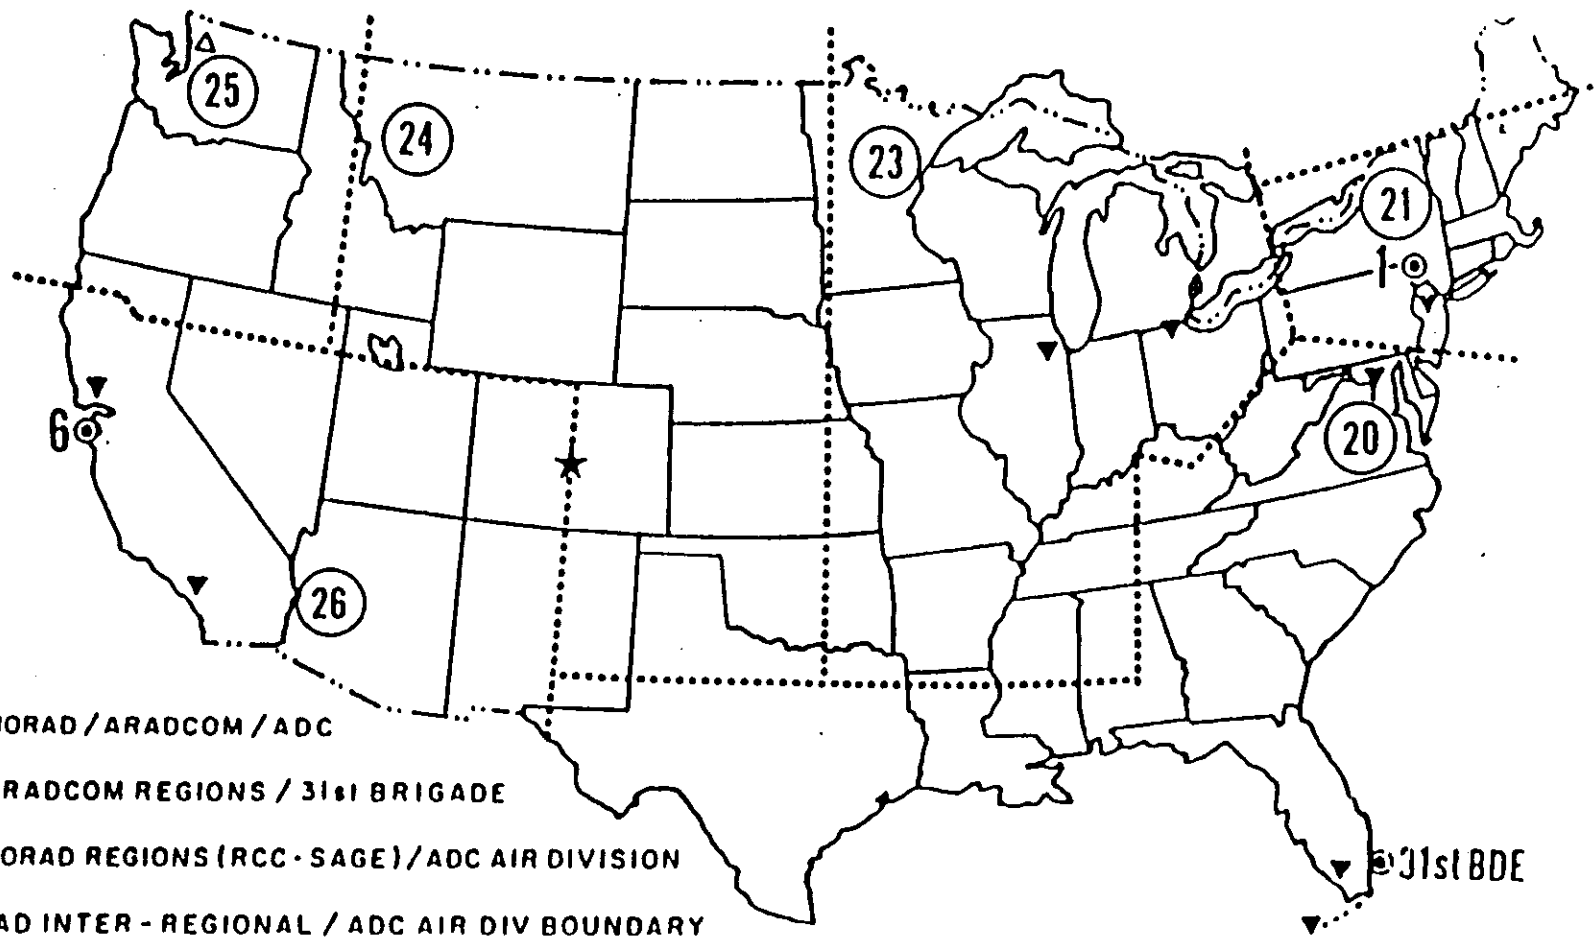 25
24
23
21
1
6
20
26
ORAD / ARADCOM / ADC
RADCOM REGIONS / 31st BRIGADE
ORAD REGIONS (RCC · SAGE) / ADC AIR DIVISION
31st BDE
AD INTER - REGIONAL / ADC AIR DIV BOUNDARY